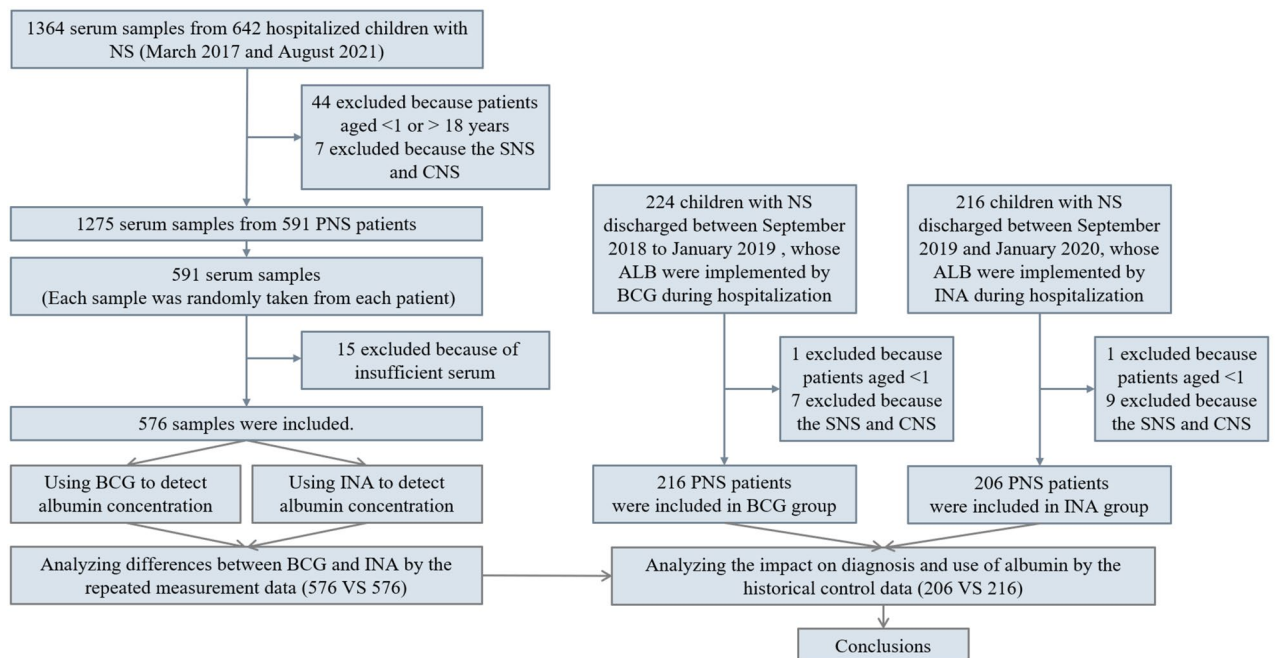 1364 serum samples from 642 hospitalized children with
NS (March 2017 and August 2021)
44 excluded because patients
aged <1 or > 18 years
7 excluded because the SNS
and CNS
1275 serum samples from 591 PNS patients
591 serum samples
(Each sample was randomly taken from each patient)
15 excluded because of
insufficient serum
576 samples were included.
Using BCG to detect
albumin concentration
Using INA to detect
albumin concentration
Analyzing differences between BCG and INA by the
repeated measurement data (576 VS 576)
224 children with NS
discharged between September
2018 to January 2019 , whose
ALB were implemented by
BCG during hospitalization
216 children with NS
discharged between September
2019 and January 2020, whose
ALB were implemented by
INA during hospitalization
1 excluded because
patients aged <1
7 excluded because
the SNS and CNS
1 excluded because
patients aged <1
9 excluded because
the SNS and CNS
216 PNS patients
were included in BCG group
206 PNS patients
were included in INA group
Analyzing the impact on diagnosis and use of albumin by the
historical control data (206 VS 216)
Conclusions